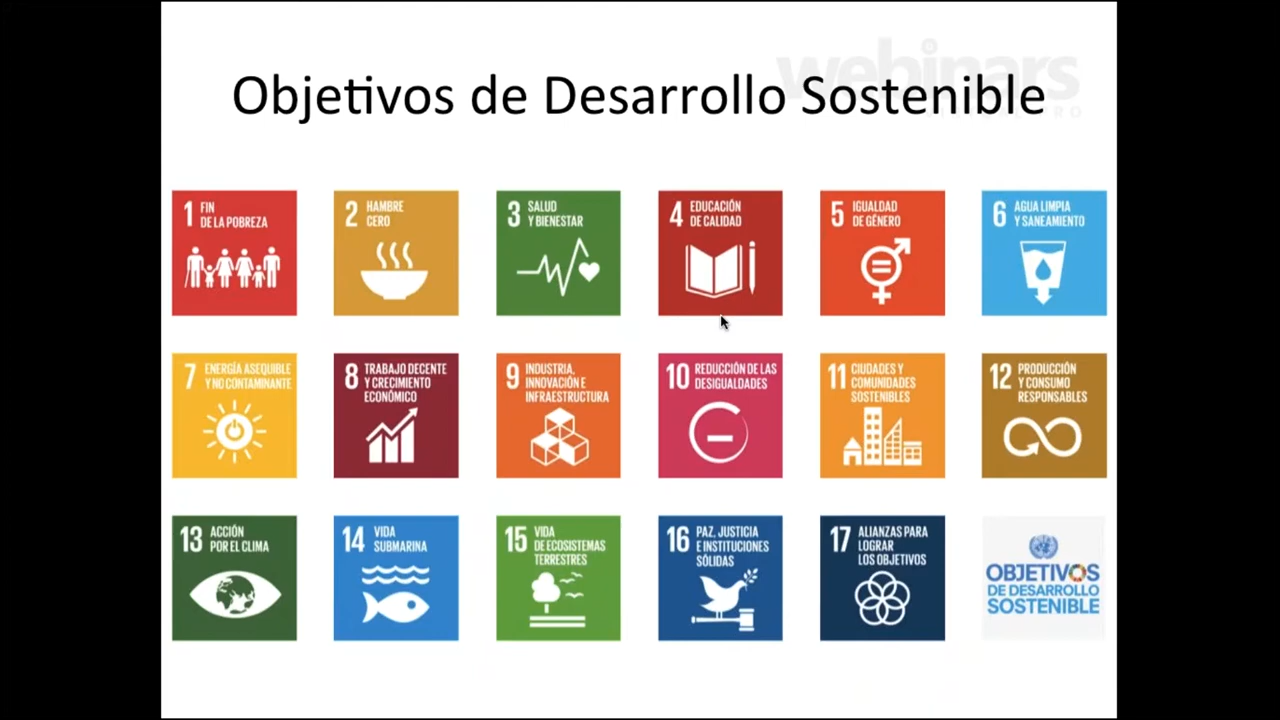 webinars
Objetivos de Desarrollo Sostenible
1 FIN
DE LA POBREZA
2 HAMBRE
CERO
3 SALUD
Y BIENESTAR
4 EDUCACIÓN
DE CALIDAD
5 IGUALDAD
DE GÉNERO
6 AGUA LIMPIA
Y SANEAMIENTO
7 ENERGÍA ASEQUIBLE
Y NO CONTAMINANTE
8 TRABAJO DECENTE
Y CRECIMIENTO
ECONÓMICO
9 INDUSTRIA,
INNOVACIÓN E
INFRAESTRUCTURA
10 REDUCCIÓN DE LAS
DESIGUALDADES
11 CIUDADES Y
COMUNIDADES
SOSTENIBLES
12 PRODUCCIÓN
Y CONSUMO
RESPONSABLES
13 ACCIÓN
POR EL CLIMA
14 VIDA
SUBMARINA
15 VIDA
DE ECOSISTEMAS
TERRESTRES
16 PAZ, JUSTICIA
E INSTITUCIONES
SÓLIDAS
17 ALIANZAS PARA
LOGRAR
LOS OBJETIVOS
OBJETIVOS
DE DESARROLLO
SOSTENIBLE